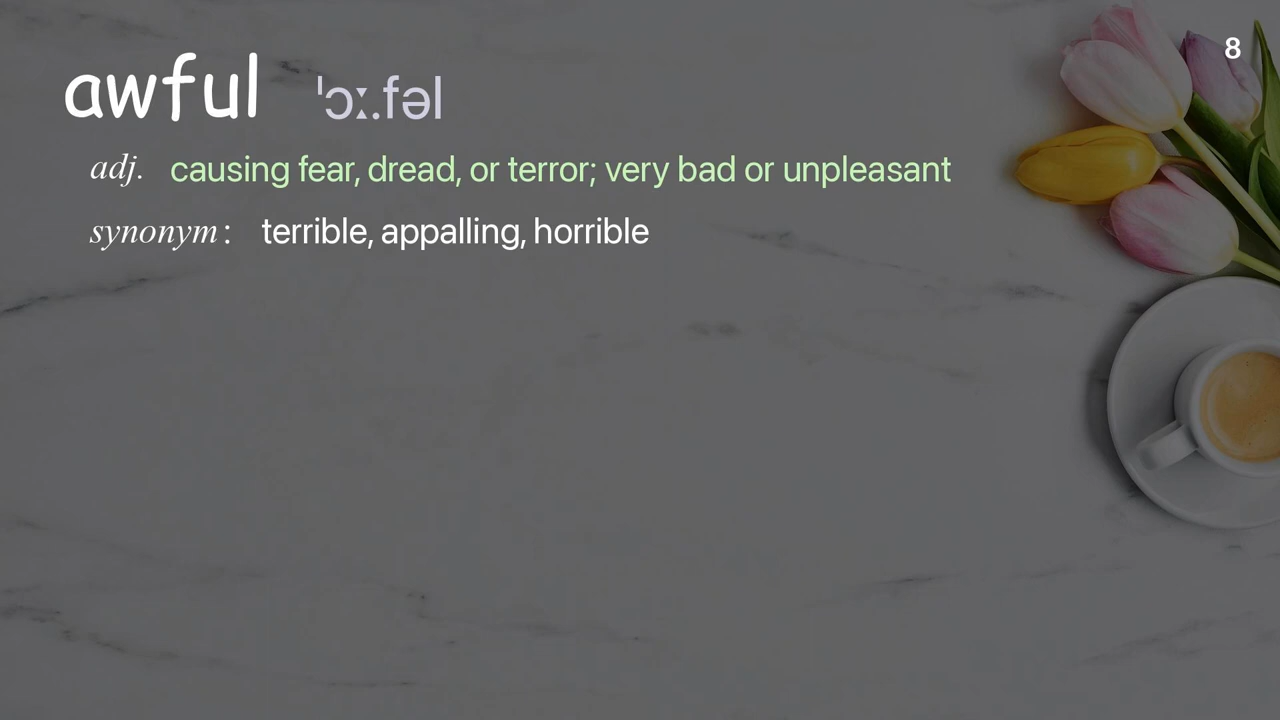 8
awful ˈɔː.fəl
adj. causing fear, dread, or terror; very bad or unpleasant
synonym: terrible, appalling, horrible